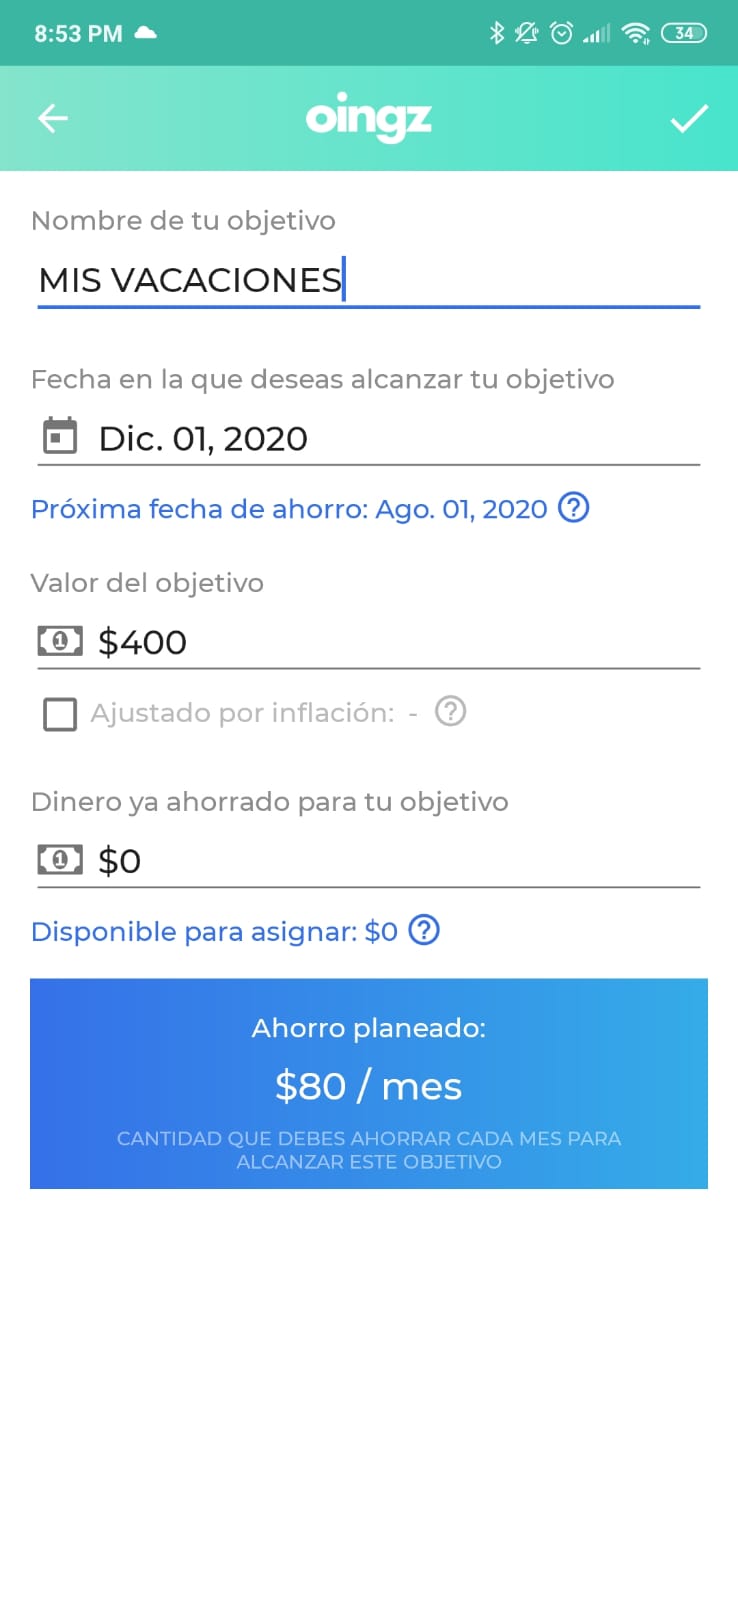 8:53 PM 34
oingz
Nombre de tu objetivo
MIS VACACIONES
Fecha en la que deseas alcanzar tu objetivo
Dic. 01, 2020
Próxima fecha de ahorro: Ago. 01, 2020 ?
Valor del objetivo
1 $400
Ajustado por inflación: - ?
Dinero ya ahorrado para tu objetivo
1 $0
Disponible para asignar: $0 ?
Ahorro planeado:
$80 / mes
CANTIDAD QUE DEBES AHORRAR CADA MES PARA
ALCANZAR ESTE OBJETIVO